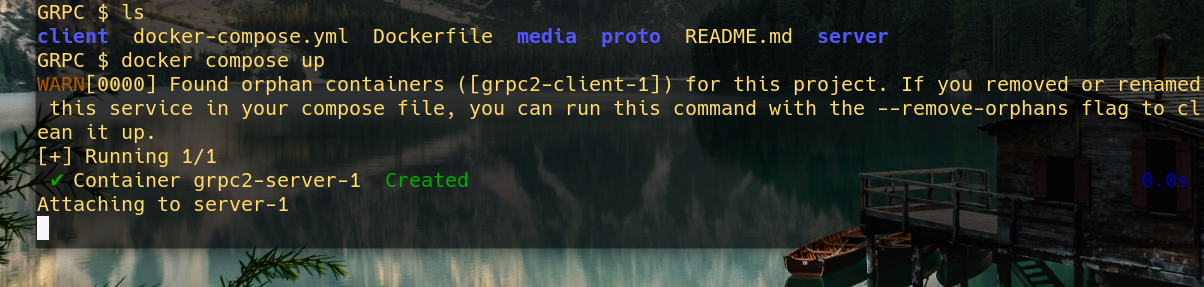 GRPC $ ls
client  docker-compose.yml  Dockerfile  media  proto  README.md  server
GRPC $ docker compose up
WARN[0000] Found orphan containers ([grpc2-client-1]) for this project. If you removed or renamed
 this service in your compose file, you can run this command with the --remove-orphans flag to cl
ean it up.
[+] Running 1/1
 ✔ Container grpc2-server-1  Created 0.0s
Attaching to server-1